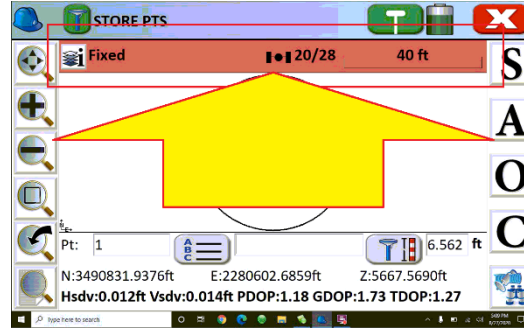 STORE PTS
T
X
Fixed 20/28 40 ft
S
A
O
C
Pt: 1 ABC 6.562 ft
N:3490831.9376ft E:2280602.6859ft Z:5667.5690ft
Hsdv:0.012ft Vsdv:0.014ft PDOP:1.18 GDOP:1.73 TDOP:1.27
Type here to search